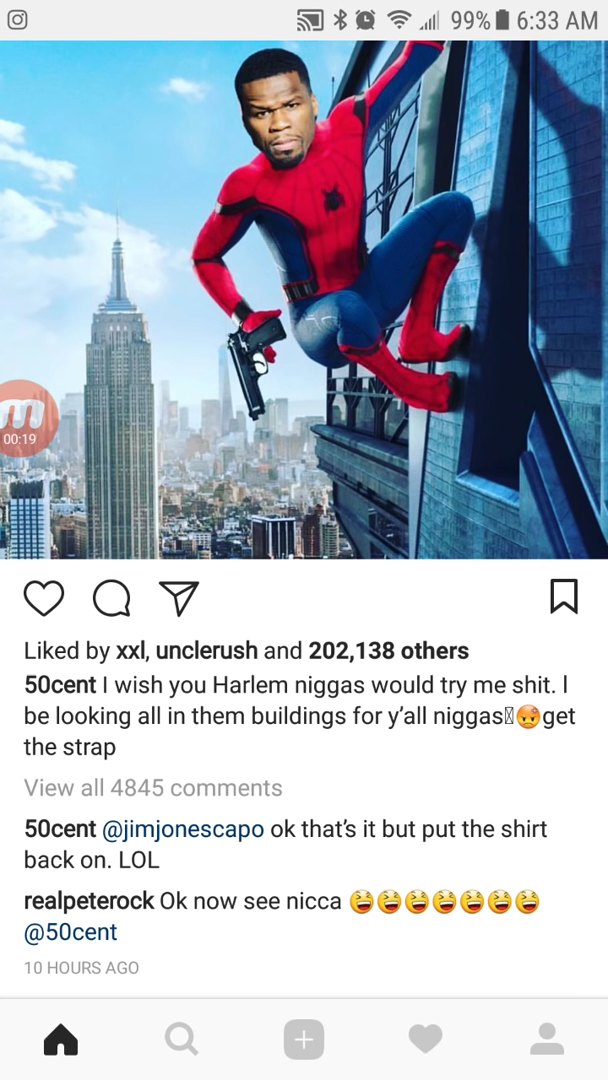 99% 6:33 AM
m
00:19
Liked by xxl, unclerush and 202,138 others
50cent I wish you Harlem niggas would try me shit. I
be looking all in them buildings for y'all niggas😡get
the strap
View all 4845 comments
50cent @jimjonescapo ok that's it but put the shirt
back on. LOL
realpeterock Ok now see nicca 😆😆😆😆😆😆😆
@50cent
10 HOURS AGO